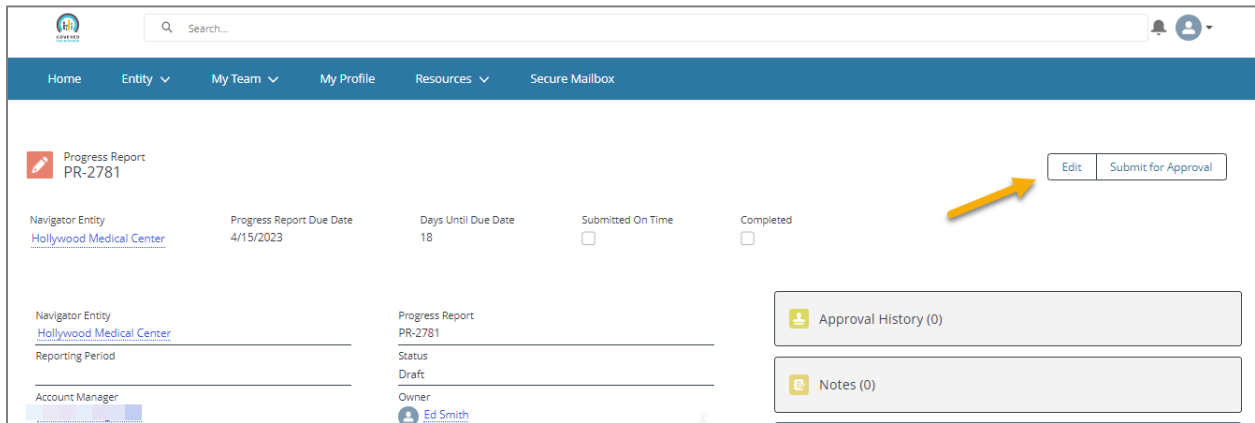 COVERED
CALIFORNIA
Search...
Home Entity My Team My Profile Resources Secure Mailbox
Progress Report
PR-2781
Edit Submit for Approval
Navigator Entity Progress Report Due Date Days Until Due Date Submitted On Time Completed
Hollywood Medical Center 4/15/2023 18
Navigator Entity Progress Report
Hollywood Medical Center PR-2781
Approval History (0)
Reporting Period Status
Draft
Notes (0)
Account Manager Owner
Ed Smith